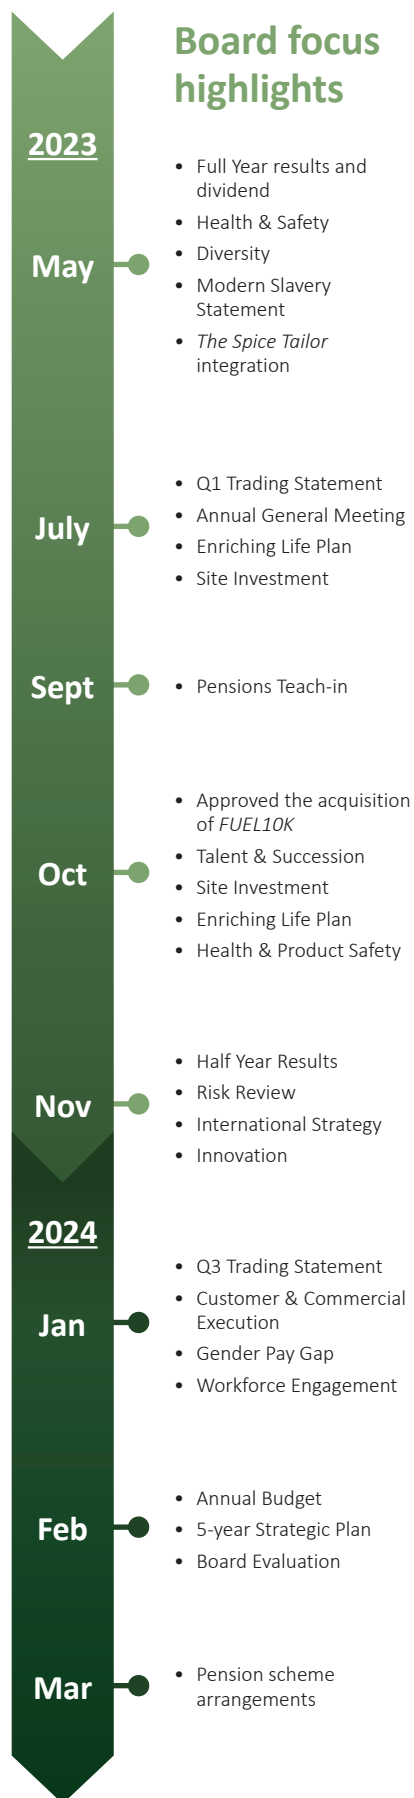 Board focus
highlights
2023
May
• Full Year results and
dividend
• Health & Safety
• Diversity
• Modern Slavery
Statement
• The Spice Tailor
integration
July
• Q1 Trading Statement
• Annual General Meeting
• Enriching Life Plan
• Site Investment
Sept
• Pensions Teach-in
Oct
• Approved the acquisition
of FUEL10K
• Talent & Succession
• Site Investment
• Enriching Life Plan
• Health & Product Safety
Nov
• Half Year Results
• Risk Review
• International Strategy
• Innovation
2024
Jan
• Q3 Trading Statement
• Customer & Commercial
Execution
• Gender Pay Gap
• Workforce Engagement
Feb
• Annual Budget
• 5-year Strategic Plan
• Board Evaluation
Mar
• Pension scheme
arrangements